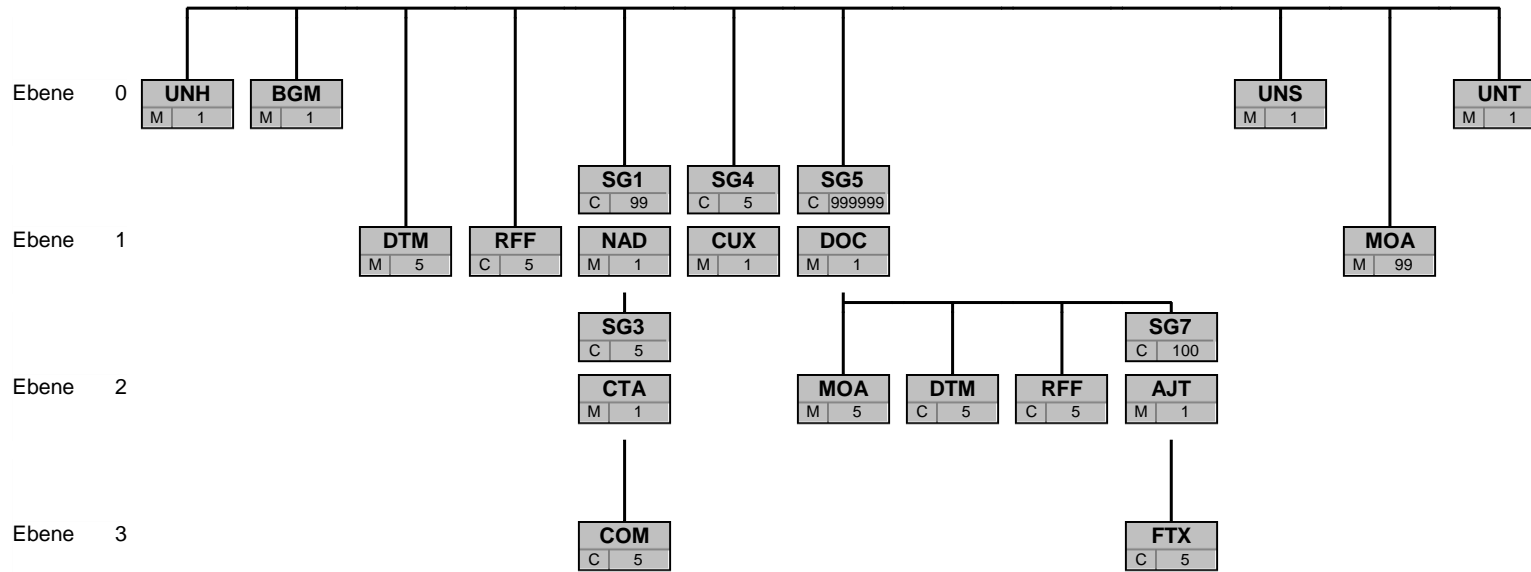 Ebene 0 UNH BGM UNS UNT
M 1 M 1 M 1 M 1
SG1 SG4 SG5
C 99 C 5 C 999999
Ebene 1 DTM RFF NAD CUX DOC MOA
M 5 C 5 M 1 M 1 M 1 M 99
SG3 SG7
C 5 C 100
Ebene 2 CTA MOA DTM RFF AJT
M 1 M 5 C 5 C 5 M 1
Ebene 3 COM FTX
C 5 C 5